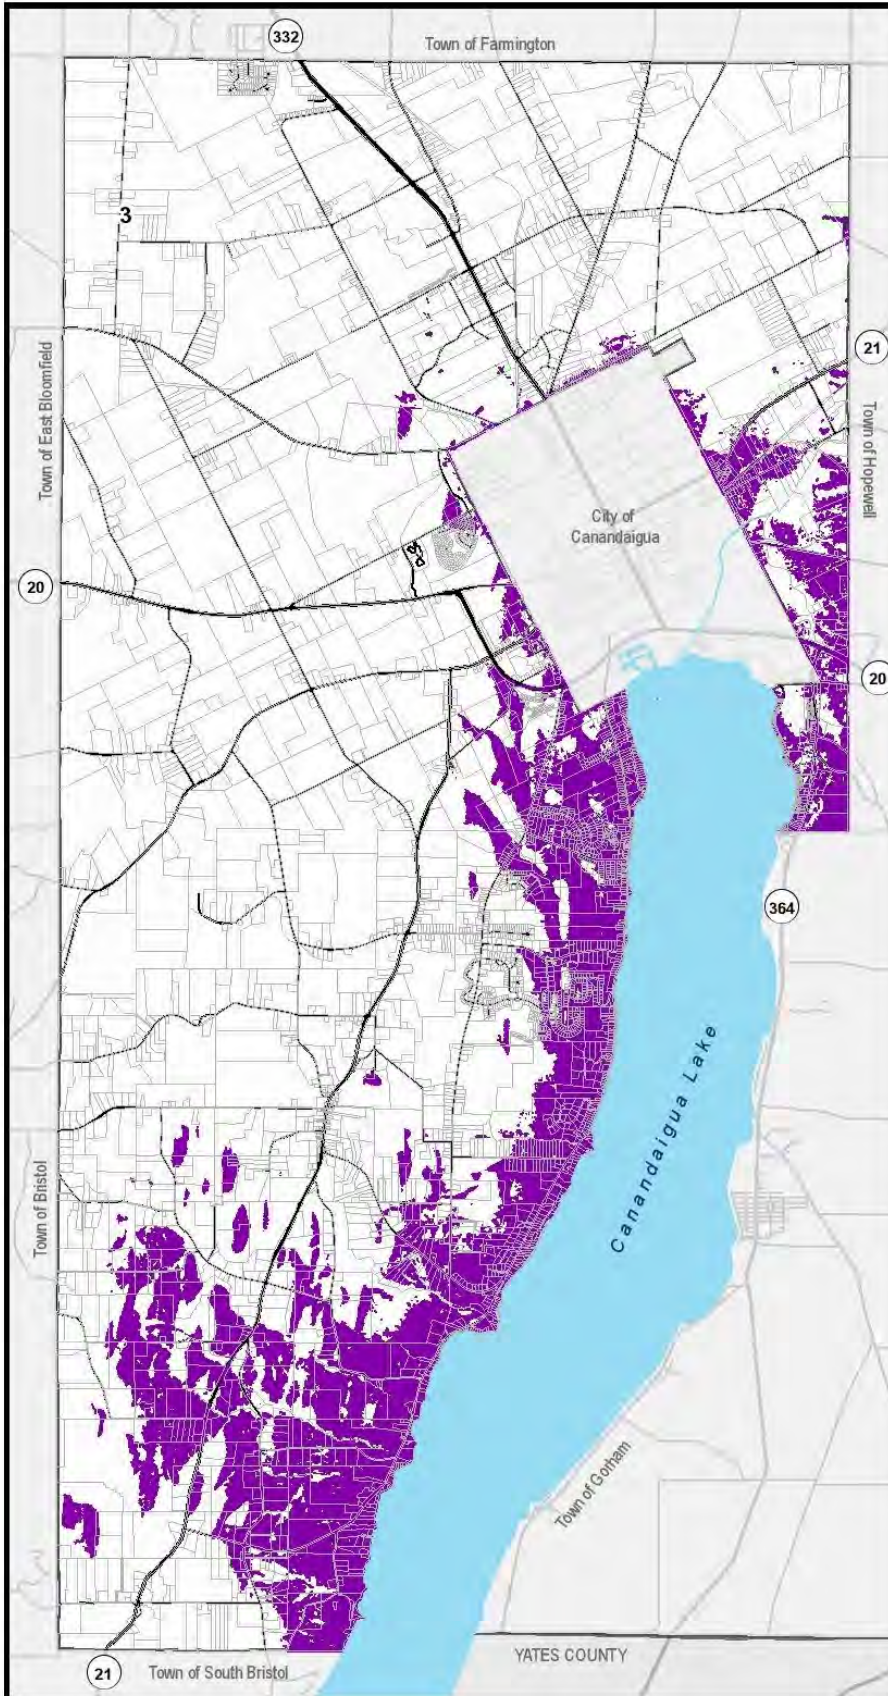 332
Town of Farmington
3
21
Town of East Bloomfield
Town of Hopewell
City of
Canandaigua
20
20
364
Canandaigua Lake
Town of Bristol
Town of Gorham
YATES COUNTY
21
Town of South Bristol